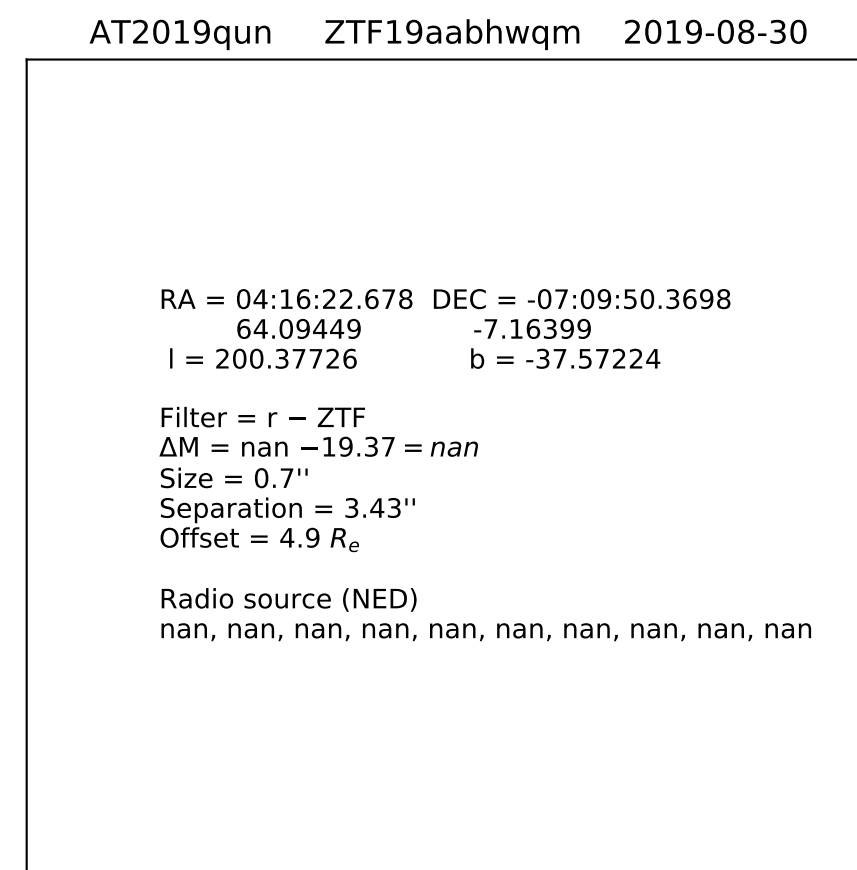 AT2019qun ZTF19aabhwqm 2019-08-30
RA = 04:16:22.678 DEC = -07:09:50.3698
64.09449 -7.16399
l = 200.37726 b = -37.57224
Filter = r − ZTF
ΔM = nan −19.37 = nan
Size = 0.7''
Separation = 3.43''
Offset = 4.9 Rₑ
Radio source (NED)
nan, nan, nan, nan, nan, nan, nan, nan, nan, nan